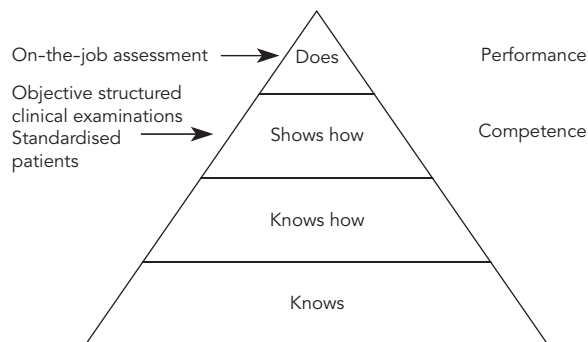 On-the-job assessment
Does
Performance
Objective structured
clinical examinations
Standardised
patients
Shows how
Competence
Knows how
Knows